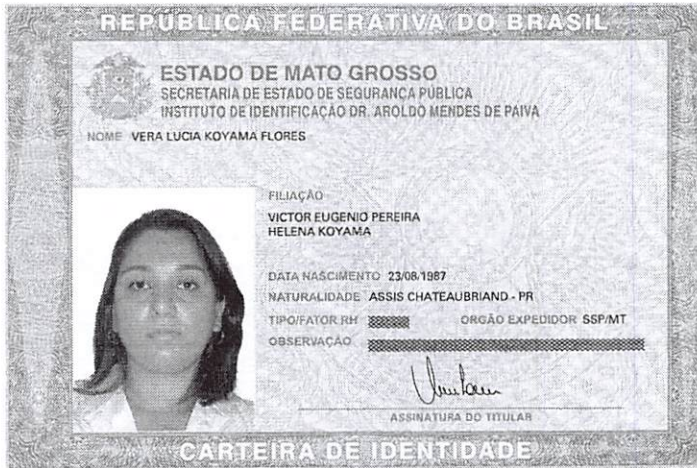 REPÚBLICA FEDERATIVA DO BRASIL
ESTADO DE MATO GROSSO
SECRETARIA DE ESTADO DE SEGURANÇA PÚBLICA
INSTITUTO DE IDENTIFICAÇÃO DR. AROLDO MENDES DE PAIVA
NOME VERA LUCIA KOYAMA FLORES
FILIAÇÃO
VICTOR EUGENIO PEREIRA
HELENA KOYAMA
DATA NASCIMENTO 23/08/1987
NATURALIDADE ASSIS CHATEAUBRIAND - PR
TIPO/FATOR RH ORGÃO EXPEDIDOR SSP/MT
OBSERVAÇÃO
ASSINATURA DO TITULAR
CARTEIRA DE IDENTIDADE